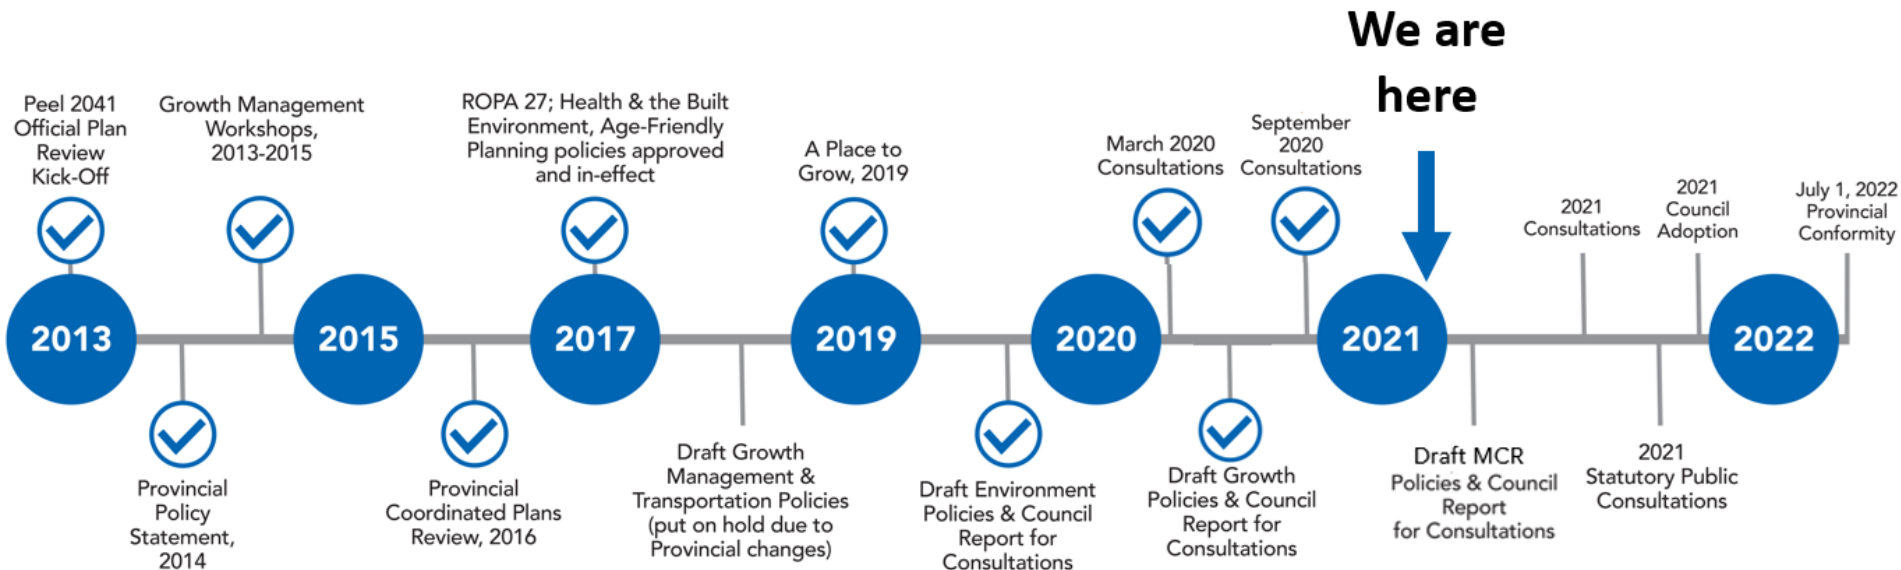 We are
here
Peel 2041
Official Plan
Review
Kick-Off
Growth Management
Workshops,
2013-2015
ROPA 27; Health & the Built
Environment, Age-Friendly
Planning policies approved
and in-effect
A Place to
Grow, 2019
March 2020
Consultations
September
2020
Consultations
2021
Consultations
2021
Council
Adoption
July 1, 2022
Provincial
Conformity
2013
2015
2017
2019
2020
2021
2022
Provincial
Policy
Statement,
2014
Provincial
Coordinated Plans
Review, 2016
Draft Growth
Management &
Transportation Policies
(put on hold due to
Provincial changes)
Draft Environment
Policies & Council
Report for
Consultations
Draft Growth
Policies & Council
Report for
Consultations
Draft MCR
Policies & Council
Report
for Consultations
2021
Statutory Public
Consultations